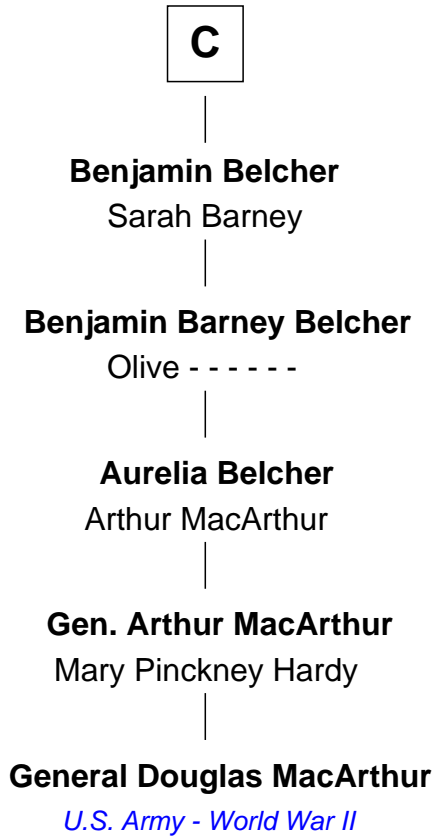 C
Benjamin Belcher
Sarah Barney
Benjamin Barney Belcher
Olive - - - - - -
Aurelia Belcher
Arthur MacArthur
Gen. Arthur MacArthur
Mary Pinckney Hardy
General Douglas MacArthur
U.S. Army - World War II